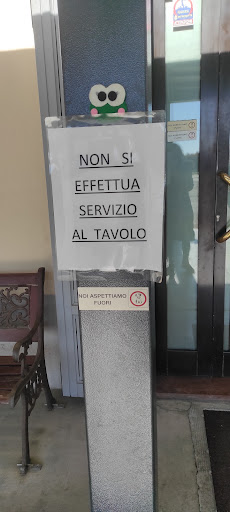 NON SI
EFFETTUA
SERVIZIO
AL TAVOLO
NOI ASPETTIAMO
FUORI